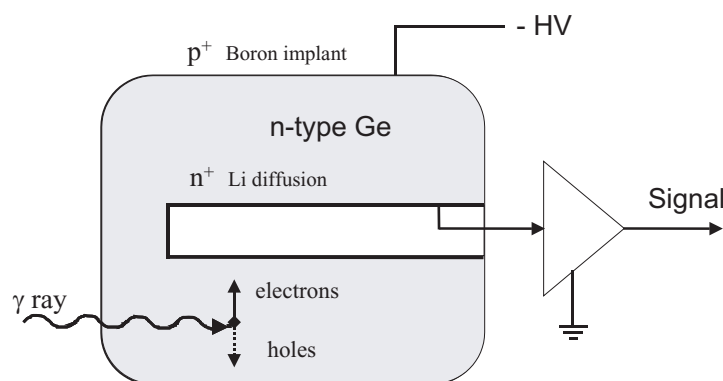 - HV
p⁺ Boron implant
n-type Ge
n⁺ Li diffusion
Signal
γ ray
electrons
holes